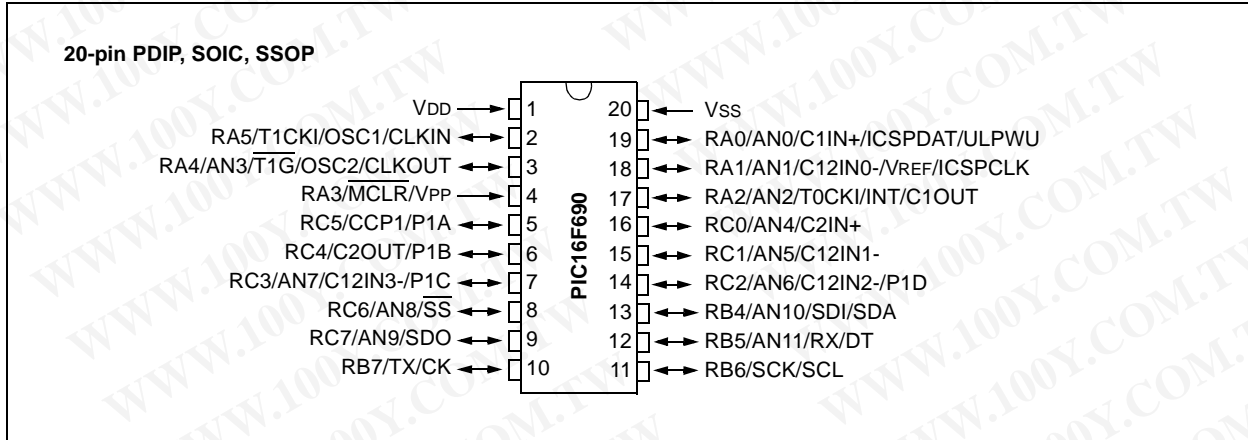 20-pin PDIP, SOIC, SSOP
VDD 1 20 VSS
RA5/T1CKI/OSC1/CLKIN 2 19 RA0/AN0/C1IN+/ICSPDAT/ULPWU
RA4/AN3/T1G/OSC2/CLKOUT 3 18 RA1/AN1/C12IN0-/VREF/ICSPCLK
RA3/MCLR/VPP 4 17 RA2/AN2/T0CKI/INT/C1OUT
RC5/CCP1/P1A 5 16 RC0/AN4/C2IN+
RC4/C2OUT/P1B 6 15 RC1/AN5/C12IN1-
RC3/AN7/C12IN3-/P1C 7 14 RC2/AN6/C12IN2-/P1D
RC6/AN8/SS 8 13 RB4/AN10/SDI/SDA
RC7/AN9/SDO 9 12 RB5/AN11/RX/DT
RB7/TX/CK 10 11 RB6/SCK/SCL
PIC16F690
WWW.100Y.COM.TW